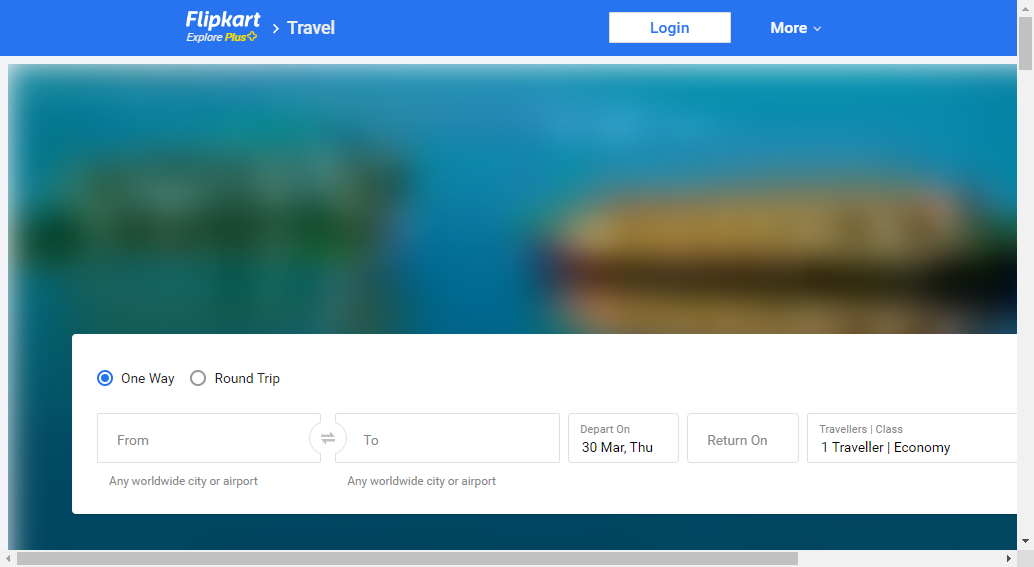 Flipkart
Explore Plus
Travel
Login
More
One Way
Round Trip
From
To
Depart On
30 Mar, Thu
Return On
Travellers | Class
1 Traveller | Economy
Any worldwide city or airport
Any worldwide city or airport